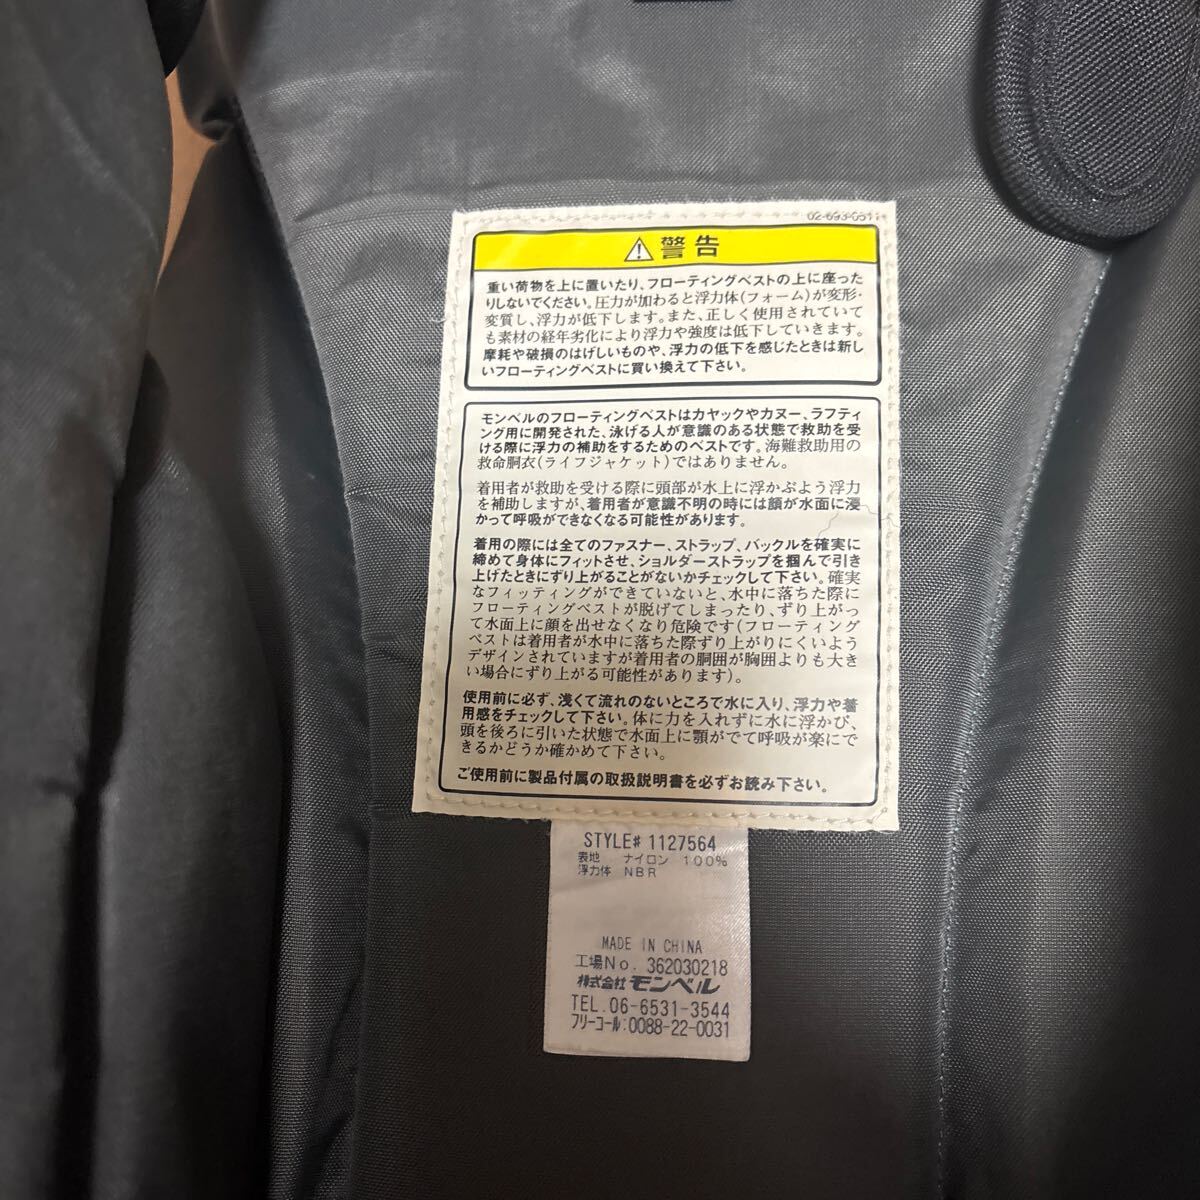 02-693-0511
警告
重い荷物を上に置いたり、フローティングベストの上に座った
りしないでください。圧力が加わると浮力体(フォーム)が変形・
変質し、浮力が低下します。また、正しく使用されていて
も素材の経年劣化により浮力や強度は低下していきます。
摩耗や破損のはげしいものや、浮力の低下を感じたときは新し
いフローティングベストに買い換えて下さい。
モンベルのフローティングベストはカヤックやカヌー、ラフティ
ング用に開発された、泳げる人が意識のある状態で救助を受
ける際に浮力の補助をするためのベストです。海難救助用の
救命胴衣(ライフジャケット)ではありません。
着用者が救助を受ける際に頭部が水上に浮かぶよう浮力
を補助しますが、着用者が意識不明の時には顔が水面に浸
かって呼吸ができなくなる可能性があります。
着用の際には全てのファスナー、ストラップ、バックルを確実に
締めて身体にフィットさせ、ショルダーストラップを掴んで引き
上げたときにずり上がることがないかチェックして下さい。確実
なフィッティングができていないと、水中に落ちた際に
フローティングベストが脱げてしまったり、ずり上がっ
て水面上に顔を出せなくなり危険です(フローティング
ベストは着用者が水中に落ちた際ずり上がりにくいよう
デザインされていますが着用者の胴囲が胸囲よりも大き
い場合にずり上がる可能性があります)。
使用前に必ず、浅くて流れのないところで水に入り、浮力や着
用感をチェックして下さい。体に力を入れずに水に浮かび、
頭を後ろに引いた状態で水面上に顎がでて呼吸が楽にで
きるかどうか確かめて下さい。
ご使用前に製品付属の取扱説明書を必ずお読み下さい。
STYLE# 1127564
表地 ナイロン 100%
浮力体 NBR
MADE IN CHINA
工場No. 362030218
株式会社 モンベル
TEL.06-6531-3544
フリーコール:0088-22-0031